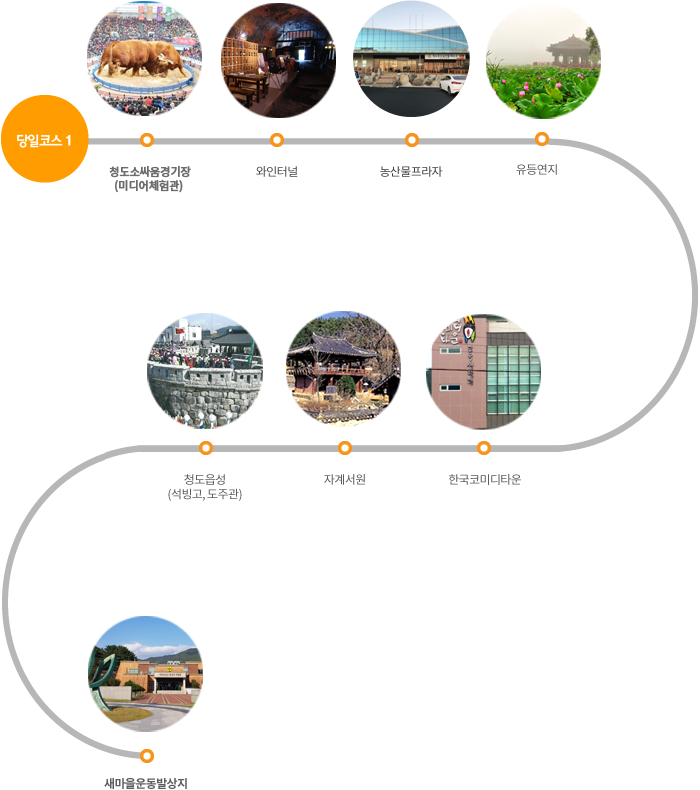 당일코스 1
청도소싸움경기장
(미디어체험관)
와인터널
농산물프라자
유등연지
청도읍성
(석빙고, 도주관)
자계서원
한국코미디타운
새마을운동발상지